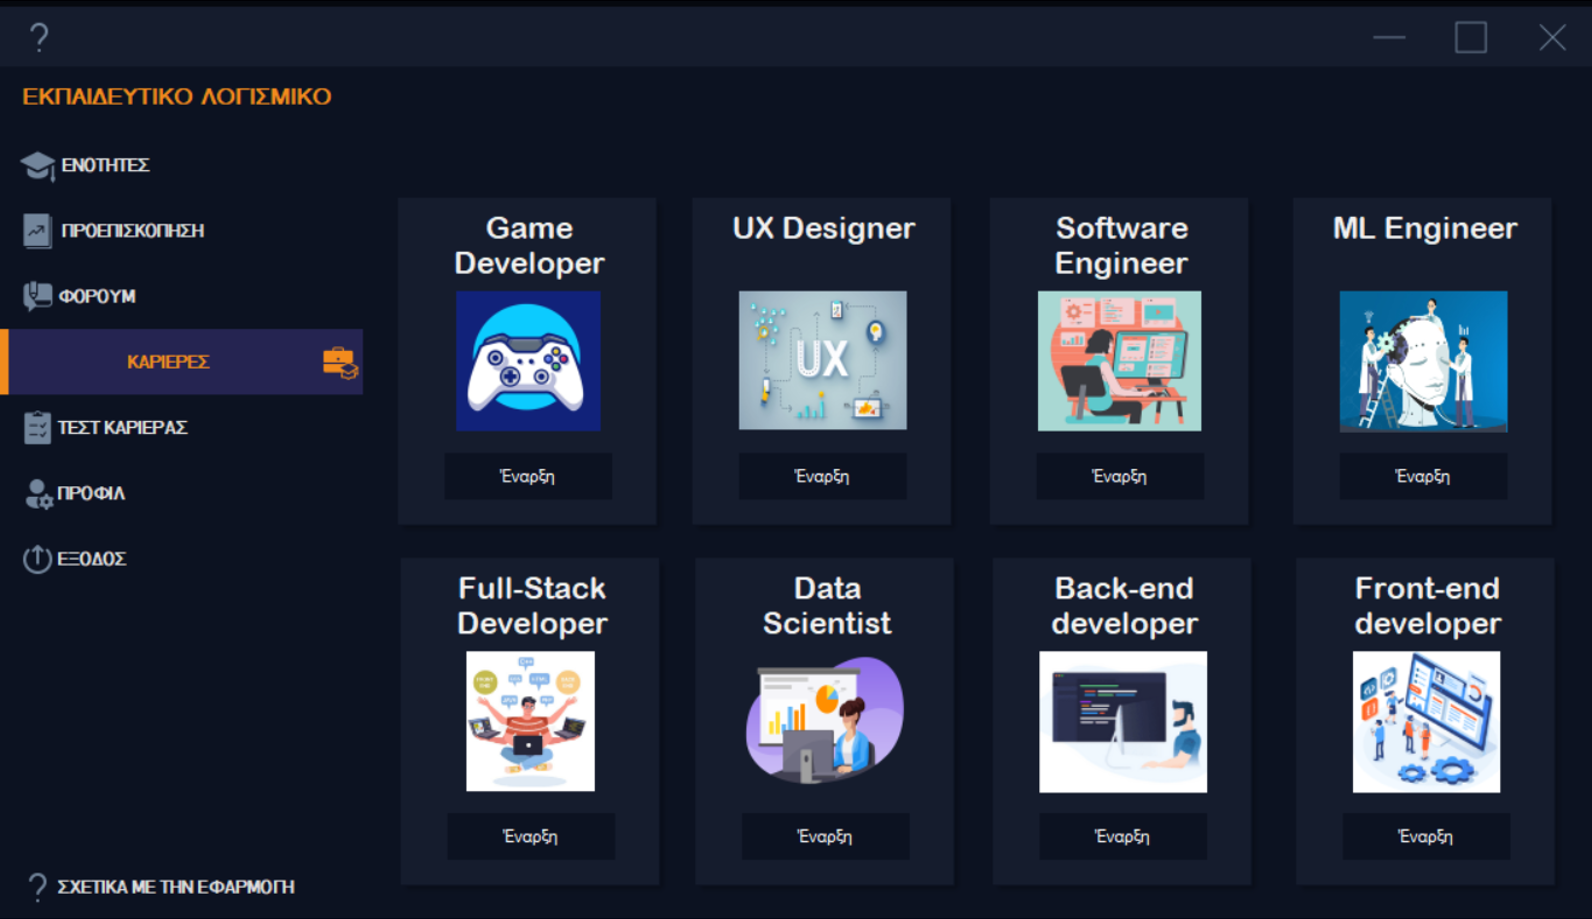 ?
ΕΚΠΑΙΔΕΥΤΙΚΟ ΛΟΓΙΣΜΙΚΟ
ΕΝΟΤΗΤΕΣ
ΠΡΟΕΠΙΣΚΟΠΗΣΗ
ΦΟΡΟΥΜ
ΚΑΡΙΕΡΕΣ
ΤΕΣΤ ΚΑΡΙΕΡΑΣ
ΠΡΟΦΙΛ
ΕΞΟΔΟΣ
? ΣΧΕΤΙΚΑ ΜΕ ΤΗΝ ΕΦΑΡΜΟΓΗ
Game
Developer
Έναρξη
UX Designer
UX
Έναρξη
Software
Engineer
Έναρξη
ML Engineer
Έναρξη
Full-Stack
Developer
C++
Έναρξη
Data
Scientist
Έναρξη
Back-end
developer
Έναρξη
Front-end
developer
Έναρξη